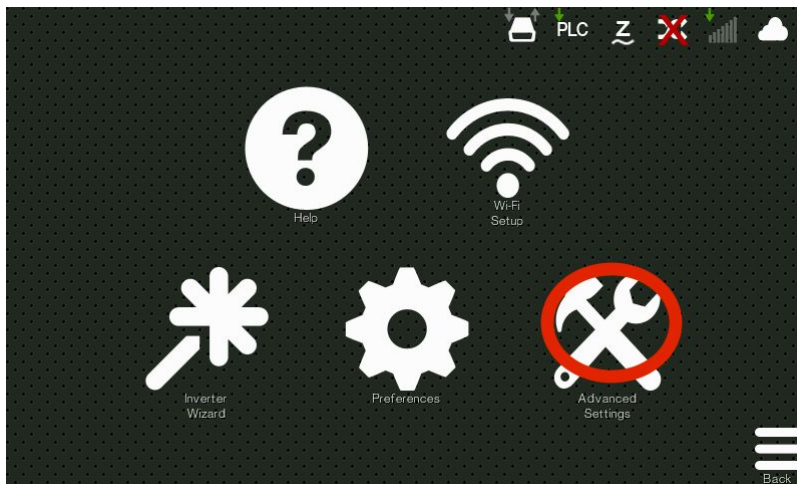 PLC
Z
?
Help
Wi-Fi
Setup
Inverter
Wizard
Preferences
Advanced
Settings
Back